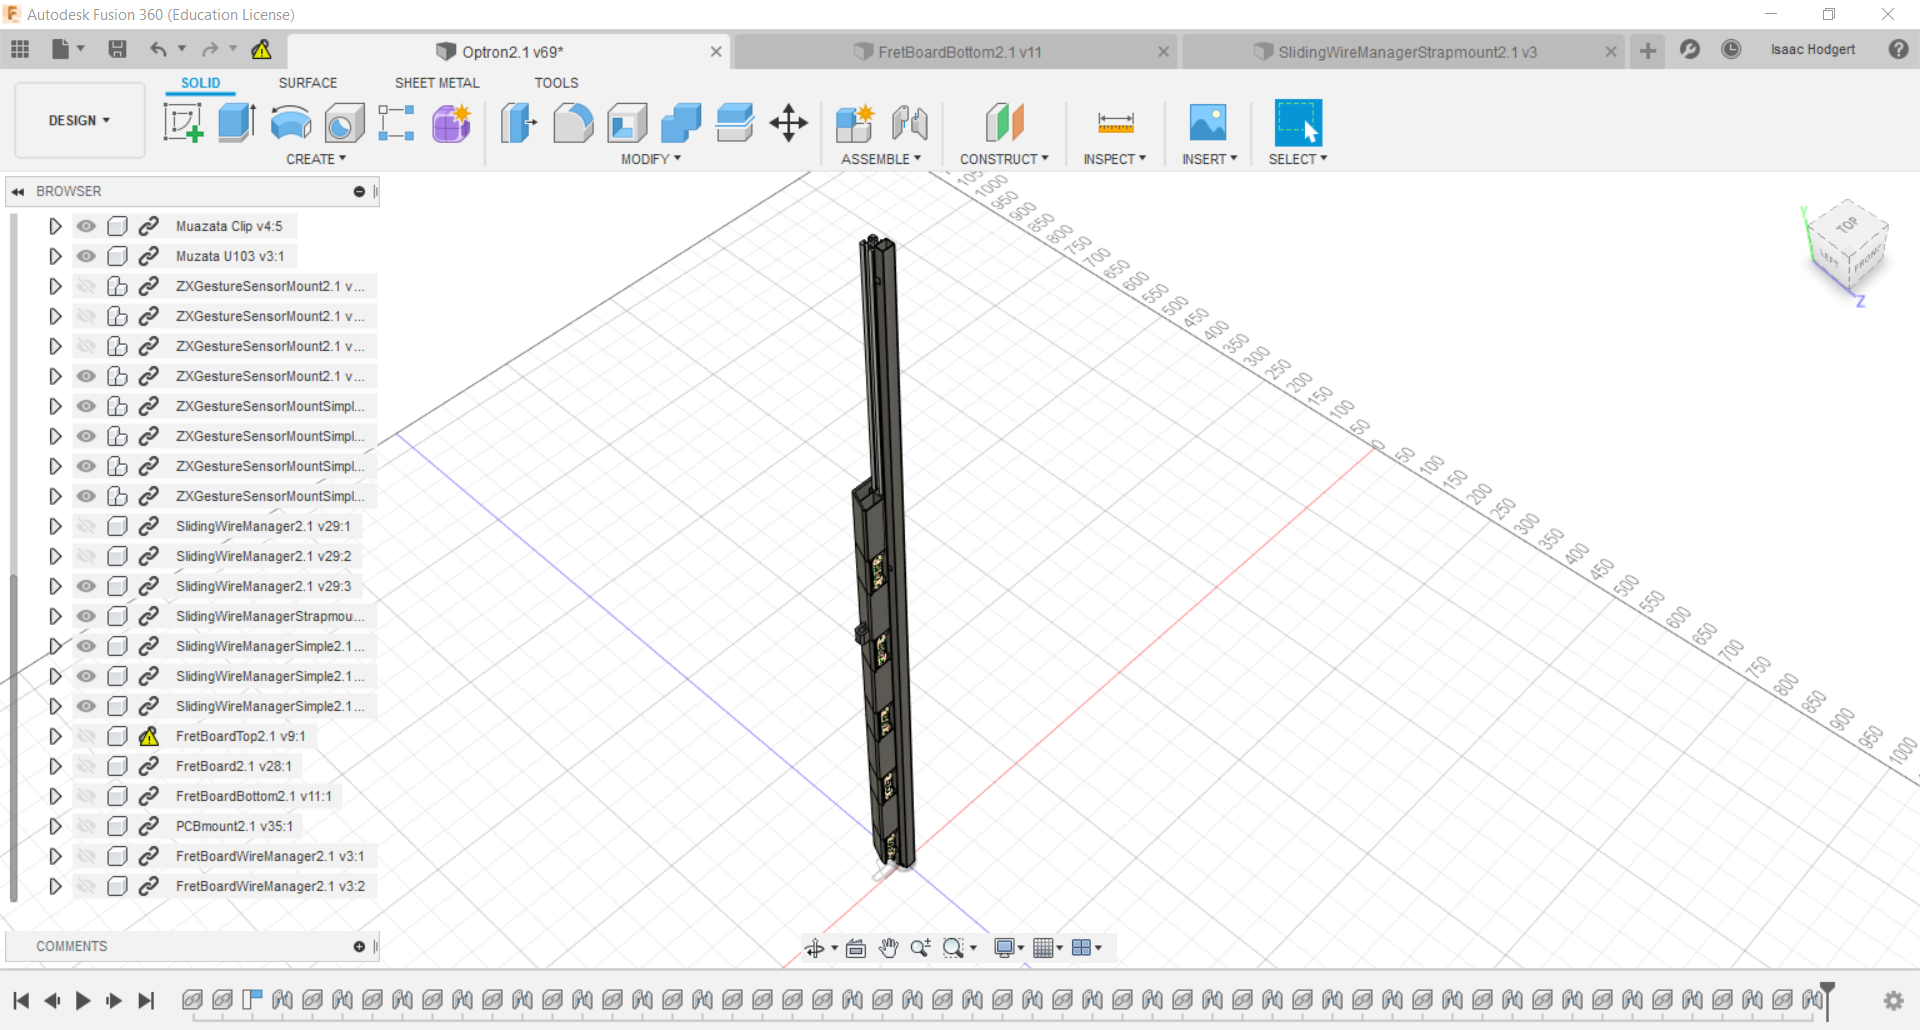 Autodesk Fusion 360 (Education License)
Optron2.1 v69*
FretBoardBottom2.1 v11
SlidingWireManagerStrapmount2.1 v3
Isaac Hodgert
SOLID
SURFACE
SHEET METAL
TOOLS
DESIGN
CREATE
MODIFY
ASSEMBLE
CONSTRUCT
INSPECT
INSERT
SELECT
BROWSER
Muazata Clip v4:5
Muzata U103 v3:1
ZXGestureSensorMount2.1 v...
ZXGestureSensorMount2.1 v...
ZXGestureSensorMount2.1 v...
ZXGestureSensorMount2.1 v...
ZXGestureSensorMountSimpl...
ZXGestureSensorMountSimpl...
ZXGestureSensorMountSimpl...
ZXGestureSensorMountSimpl...
SlidingWireManager2.1 v29:1
SlidingWireManager2.1 v29:2
SlidingWireManager2.1 v29:3
SlidingWireManagerStrapmou...
SlidingWireManagerSimple2.1...
SlidingWireManagerSimple2.1...
SlidingWireManagerSimple2.1...
FretBoardTop2.1 v9:1
FretBoard2.1 v28:1
FretBoardBottom2.1 v11:1
PCBmount2.1 v35:1
FretBoardWireManager2.1 v3:1
FretBoardWireManager2.1 v3:2
COMMENTS
1000
950
900
850
800
750
700
650
600
550
500
450
400
350
300
250
200
150
100
50
0
50
100
150
200
250
300
350
400
450
500
550
600
650
700
750
800
850
900
950
1000
TOP
LEFT
FRONT
Y
Z